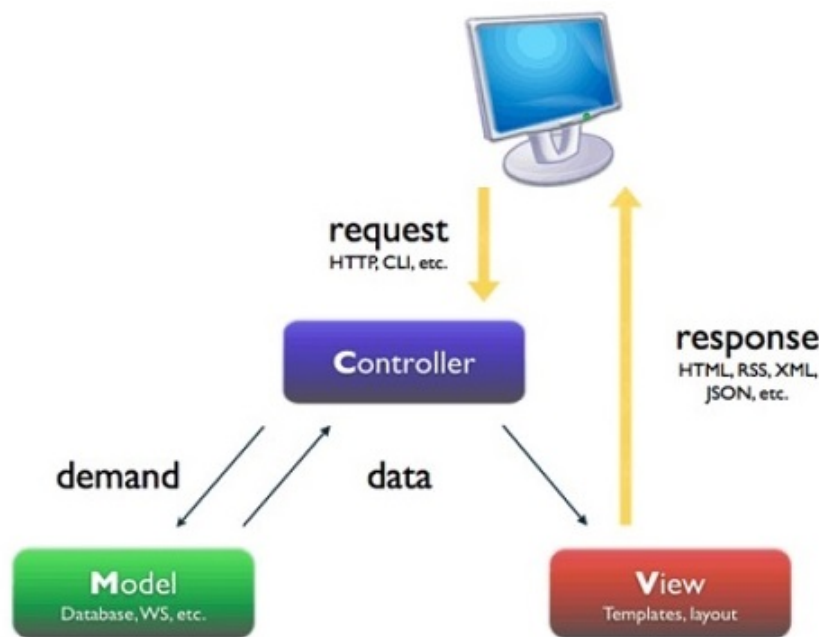 request
HTTP, CLI, etc.
Controller
response
HTML, RSS, XML,
JSON, etc.
demand
data
Model
Database, WS, etc.
View
Templates, layout